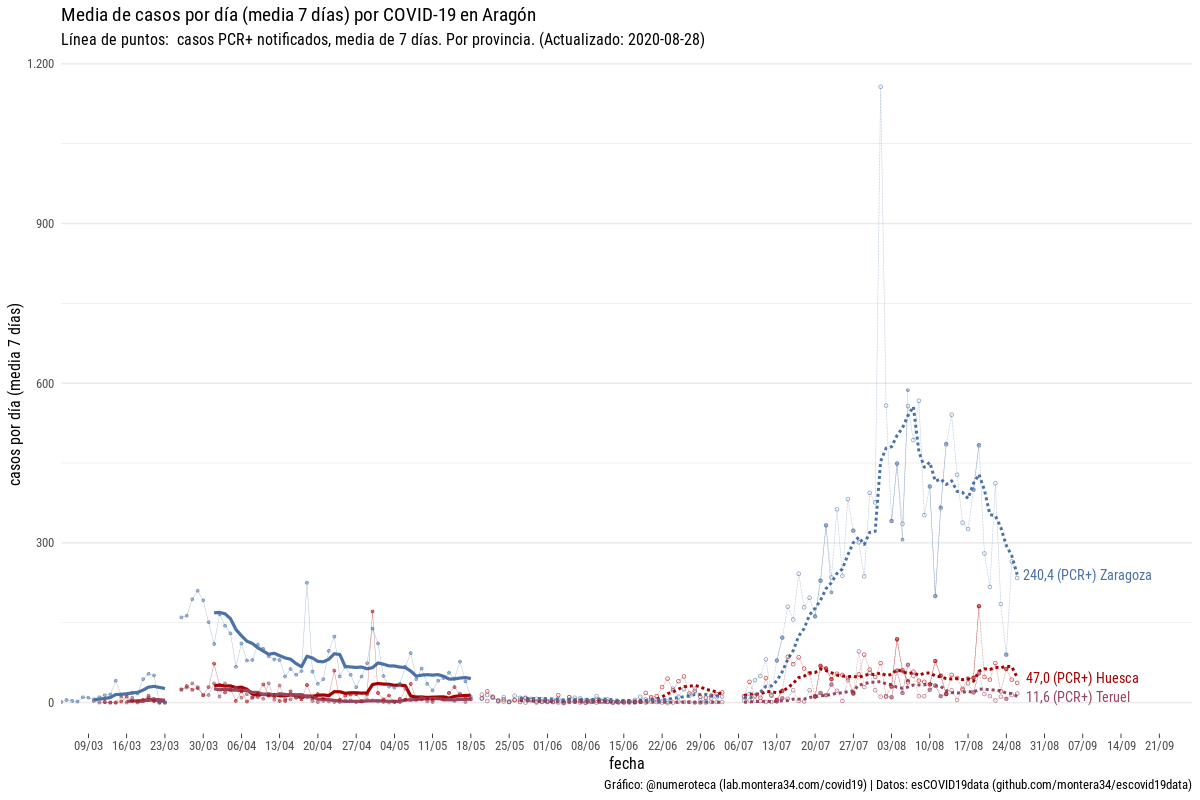 Media de casos por día (media 7 días) por COVID-19 en Aragón
Línea de puntos:  casos PCR+ notificados, media de 7 días. Por provincia. (Actualizado: 2020-08-28)
casos por día (media 7 días)
1.200
900
600
300
0
240,4 (PCR+) Zaragoza
47,0 (PCR+) Huesca
11,6 (PCR+) Teruel
09/03 16/03 23/03 30/03 06/04 13/04 20/04 27/04 04/05 11/05 18/05 25/05 01/06 08/06 15/06 22/06 29/06 06/07 13/07 20/07 27/07 03/08 10/08 17/08 24/08 31/08 07/09 14/09 21/09
fecha
Gráfico: @numeroteca (lab.montera34.com/covid19) | Datos: esCOVID19data (github.com/montera34/escovid19data)